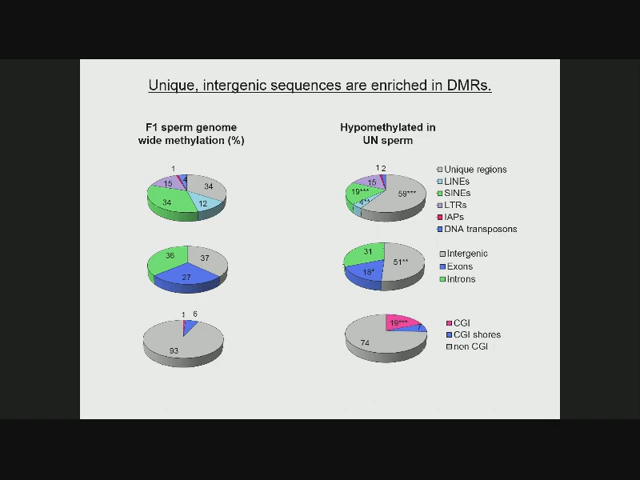 Unique, intergenic sequences are enriched in DMRs.
F1 sperm genome
wide methylation (%)
Hypomethylated in
UN sperm
1
4
15
34
34
12
1 2
15
19***
59***
4**
Unique regions
LINEs
SINEs
LTRs
IAPs
DNA transposons
36
37
27
31
51**
18*
Intergenic
Exons
Introns
1
6
93
19***
7
74
CGI
CGI shores
non CGI